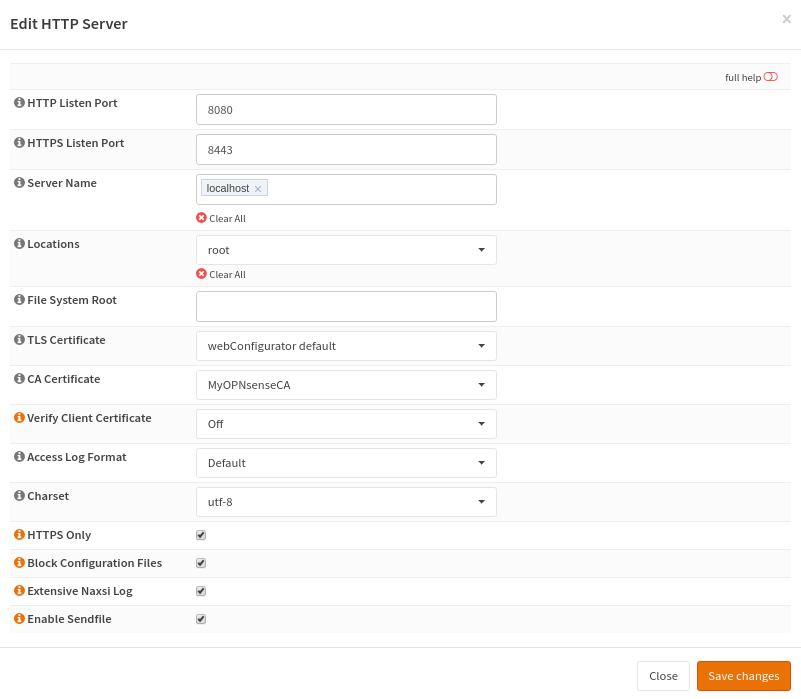 Edit HTTP Server
×
full help
HTTP Listen Port
8080
HTTPS Listen Port
8443
Server Name
localhost ×
Clear All
Locations
root
Clear All
File System Root
TLS Certificate
webConfigurator default
CA Certificate
MyOPNsenseCA
Verify Client Certificate
Off
Access Log Format
Default
Charset
utf-8
HTTPS Only
Block Configuration Files
Extensive Naxsi Log
Enable Sendfile
Close
Save changes